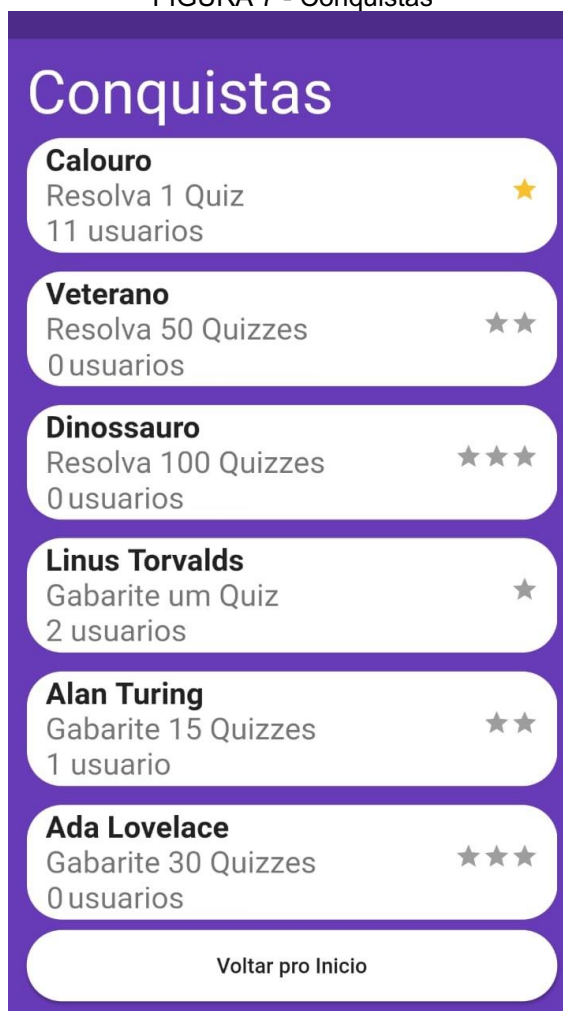 FIGURA 7 - Conquistas
Conquistas
Calouro
Resolva 1 Quiz
11 usuarios
Veterano
Resolva 50 Quizzes
0 usuarios
Dinossauro
Resolva 100 Quizzes
0 usuarios
Linus Torvalds
Gabarite um Quiz
2 usuarios
Alan Turing
Gabarite 15 Quizzes
1 usuario
Ada Lovelace
Gabarite 30 Quizzes
0 usuarios
Voltar pro Inicio